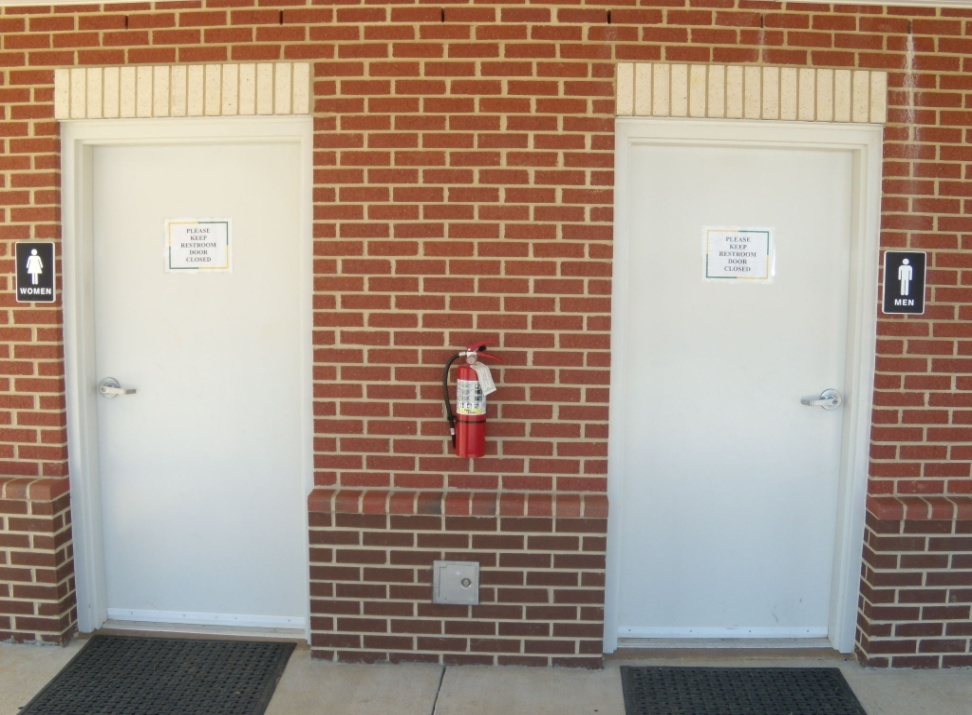 PLEASE
KEEP
RESTROOM
DOOR
CLOSED
WOMEN
PLEASE
KEEP
RESTROOM
DOOR
CLOSED
MEN